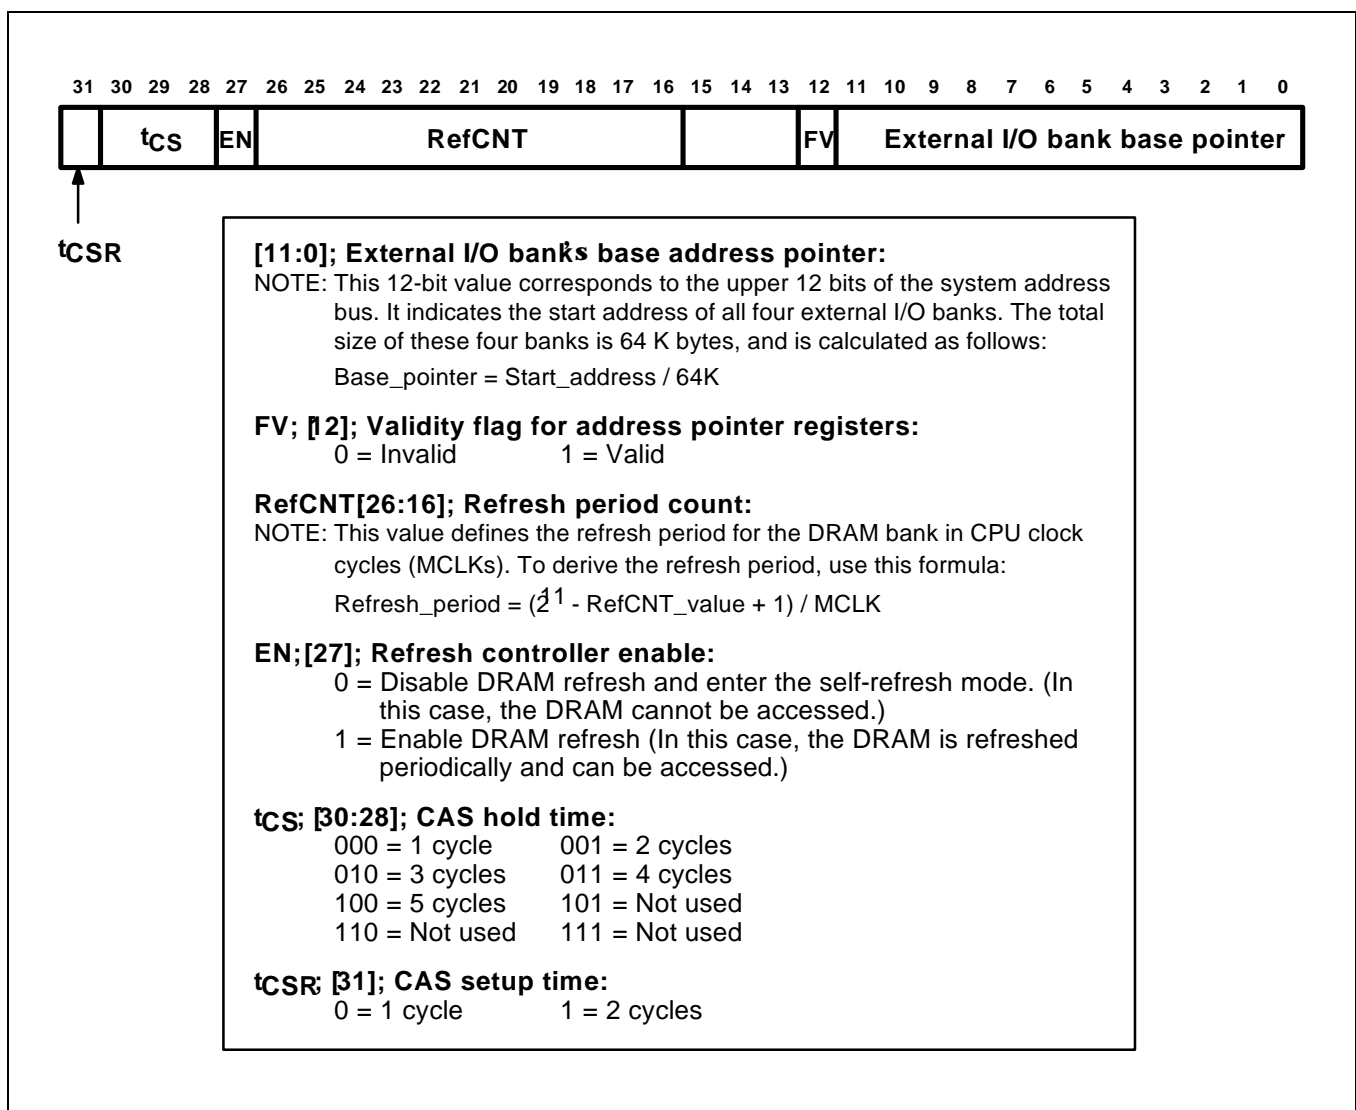 31 30 29 28 27 26 25 24 23 22 21 20 19 18 17 16 15 14 13 12 11 10 9 8 7 6 5 4 3 2 1 0
tCS EN RefCNT FV External I/O bank base pointer
tCSR
[11:0]; External I/O bank's base address pointer:
NOTE: This 12-bit value corresponds to the upper 12 bits of the system address
bus. It indicates the start address of all four external I/O banks. The total
size of these four banks is 64 K bytes, and is calculated as follows:
Base_pointer = Start_address / 64K
FV; [12]; Validity flag for address pointer registers:
0 = Invalid 1 = Valid
RefCNT[26:16]; Refresh period count:
NOTE: This value defines the refresh period for the DRAM bank in CPU clock
cycles (MCLKs). To derive the refresh period, use this formula:
Refresh_period = (2^11 - RefCNT_value + 1) / MCLK
EN;[27]; Refresh controller enable:
0 = Disable DRAM refresh and enter the self-refresh mode. (In
this case, the DRAM cannot be accessed.)
1 = Enable DRAM refresh (In this case, the DRAM is refreshed
periodically and can be accessed.)
tCS; [30:28]; CAS hold time:
000 = 1 cycle 001 = 2 cycles
010 = 3 cycles 011 = 4 cycles
100 = 5 cycles 101 = Not used
110 = Not used 111 = Not used
tCSR; [31]; CAS setup time:
0 = 1 cycle 1 = 2 cycles